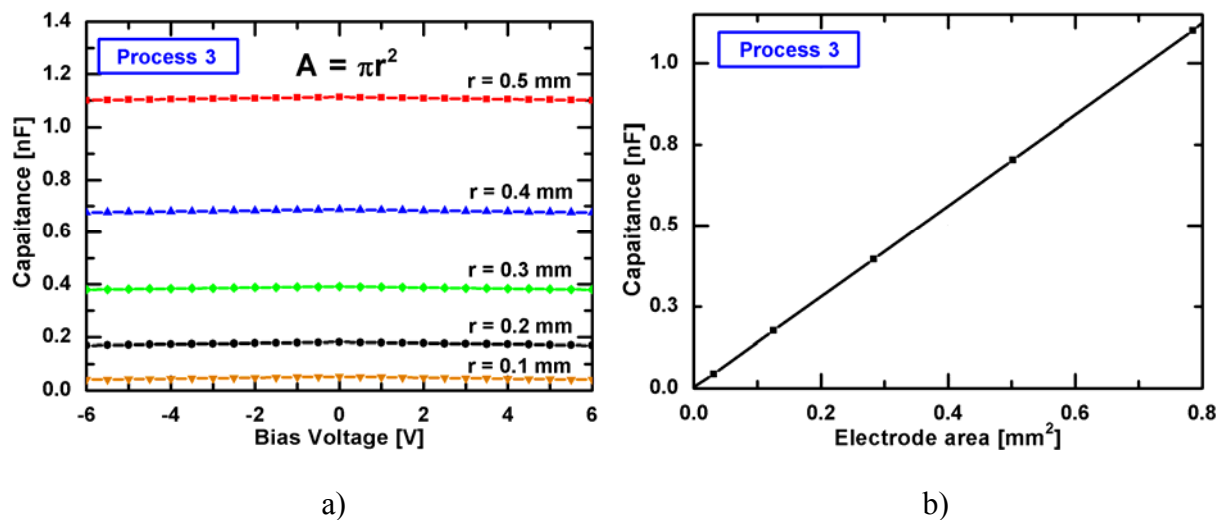 Process 3
A = πr²
r = 0.5 mm
r = 0.4 mm
r = 0.3 mm
r = 0.2 mm
r = 0.1 mm
1.4
1.2
1.0
0.8
0.6
0.4
0.2
0.0
Capaitance [nF]
-6 -4 -2 0 2 4 6
Bias Voltage [V]
a)
Process 3
1.0
0.8
0.5
0.3
0.0
Capaitance [nF]
0.0 0.2 0.4 0.6 0.8
Electrode area [mm²]
b)